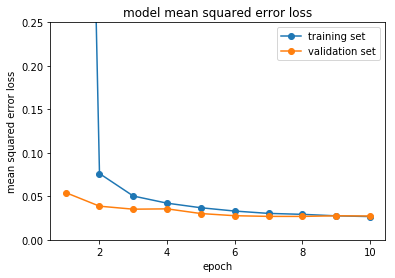 model mean squared error loss
training set
validation set
0.25
0.20
0.15
0.10
0.05
0.00
mean squared error loss
2
4
6
8
10
epoch